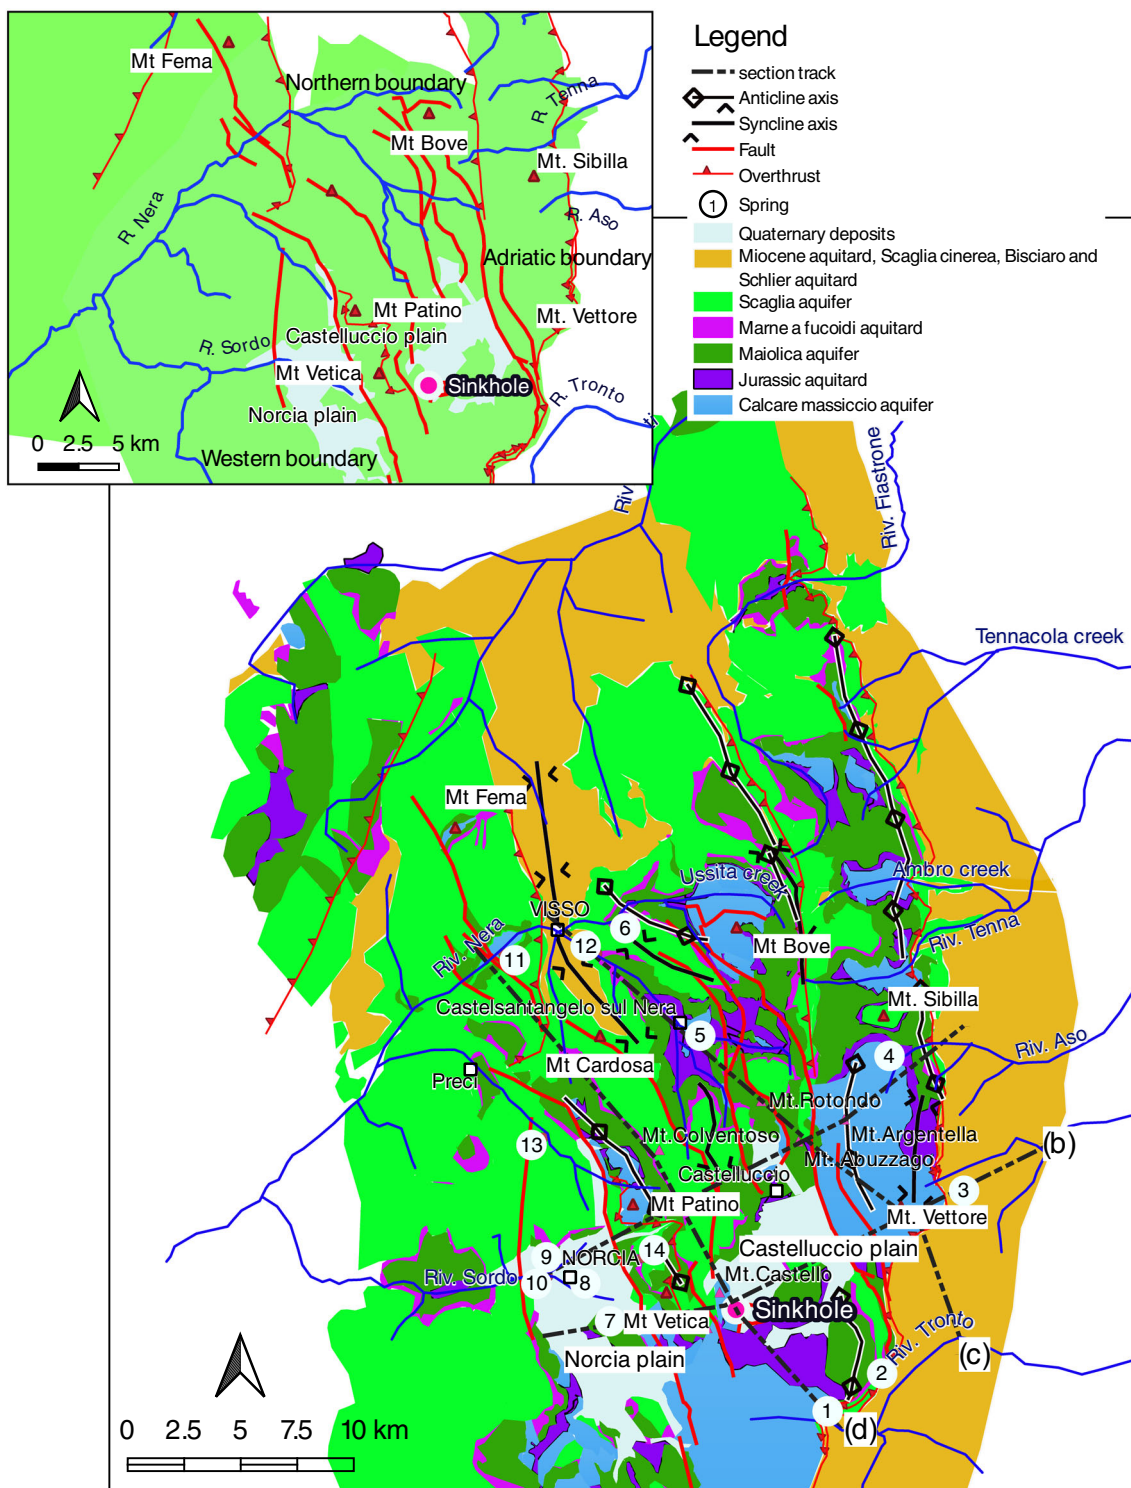 Mt Fema
Northern boundary
R. Tenna
Mt Bove
Mt. Sibilla
R. Nera
R. Aso
Adriatic boundary
Mt Patino
Mt. Vettore
Castelluccio plain
R. Sordo
Mt Vetica
Sinkhole
R. Tronto
Norcia plain
Western boundary
0 2.5 5 km
Legend
section track
Anticline axis
Syncline axis
Fault
Overthrust
1 Spring
Quaternary deposits
Miocene aquitard, Scaglia cinerea, Bisciaro and
Schlier aquitard
Scaglia aquifer
Marne a fucoidi aquitard
Maiolica aquifer
Jurassic aquitard
Calcare massiccio aquifer
ti
Riv
Riv. Fiastrone
Tennacola creek
Mt Fema
Ussita creek
Ambro creek
VISSO
6
Riv. Tenna
Riv. Nera
12
Mt Bove
11
Mt. Sibilla
Castelsantangelo sul Nera
5
4
Riv. Aso
Mt Cardosa
Preci
Mt.Rotondo
Mt.Colventoso
Mt.Argentella
13
Mt. Abuzzago
(b)
Castelluccio
3
Mt Patino
Mt. Vettore
9
NORCIA
14
Castelluccio plain
Riv. Sordo
10
8
Mt.Castello
Sinkhole
7
Mt Vetica
Riv. Tronto
Norcia plain
(c)
2
1
(d)
0 2.5 5 7.5 10 km